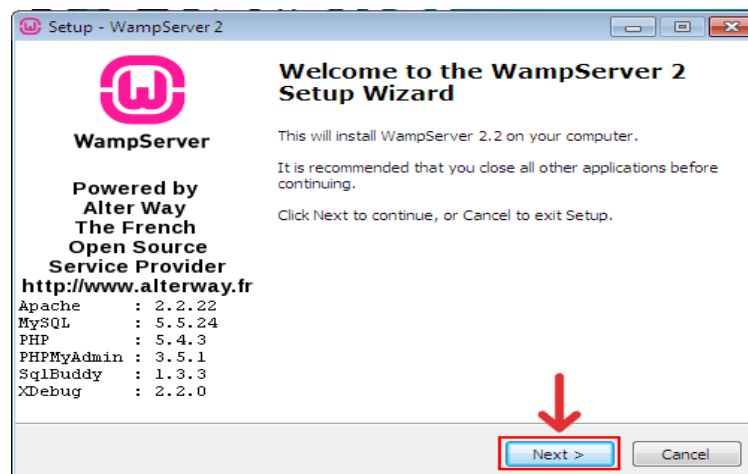 Setup - WampServer 2
WampServer
Powered by
Alter Way
The French
Open Source
Service Provider
http://www.alterway.fr
Apache : 2.2.22
MySQL : 5.5.24
PHP : 5.4.3
PHPMyAdmin : 3.5.1
SqlBuddy : 1.3.3
XDebug : 2.2.0
Welcome to the WampServer 2
Setup Wizard
This will install WampServer 2.2 on your computer.
It is recommended that you close all other applications before
continuing.
Click Next to continue, or Cancel to exit Setup.
Next >
Cancel